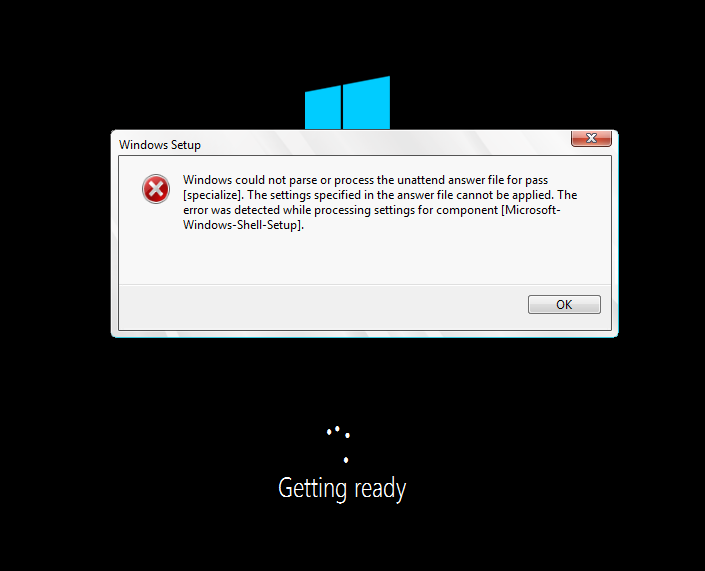 Windows Setup
Windows could not parse or process the unattend answer file for pass
[specialize]. The settings specified in the answer file cannot be applied. The
error was detected while processing settings for component [Microsoft-
Windows-Shell-Setup].
OK
Getting ready